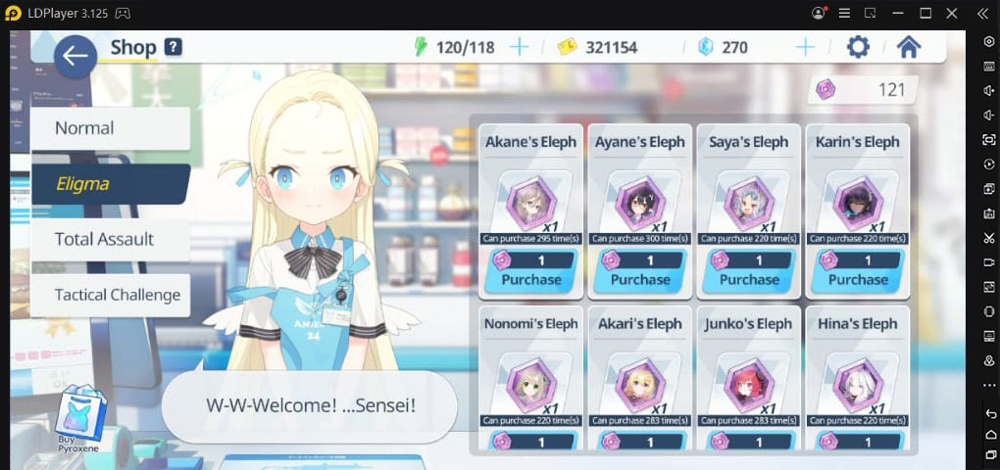 LDPlayer 3.125
Shop ?
120/118
321154
270
121
Normal
Eligma
Total Assault
Tactical Challenge
Akane's Eleph
Ayane's Eleph
Saya's Eleph
Karin's Eleph
x1
x1
x1
x1
Can purchase 295 time(s)
Can purchase 300 time(s)
Can purchase 220 time(s)
Can purchase 220 time(s)
1
1
1
1
Purchase
Purchase
Purchase
Purchase
Nonomi's Eleph
Akari's Eleph
Junko's Eleph
Hina's Eleph
x1
x1
x1
x1
Can purchase 220 time(s)
Can purchase 283 time(s)
Can purchase 283 time(s)
Can purchase 220 time(s)
1
1
1
1
24
W-W-Welcome! ...Sensei!
Buy
Pyroxene